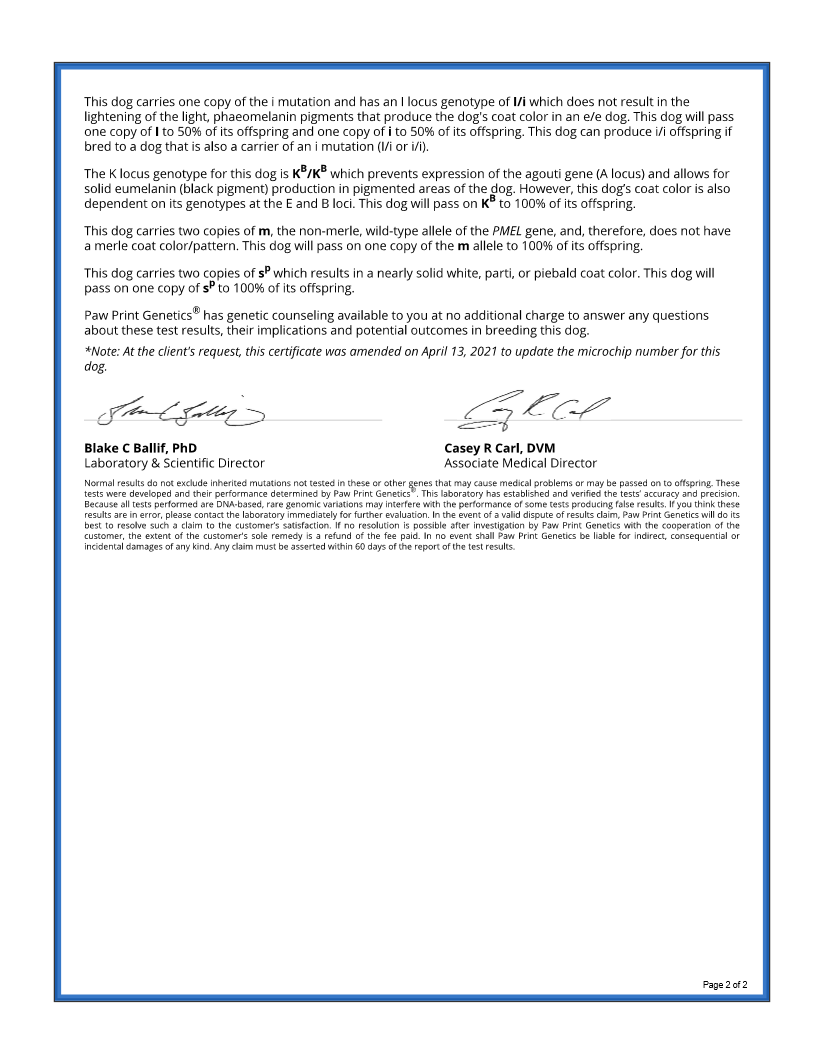 This dog carries one copy of the i mutation and has an I locus genotype of I/i which does not result in the
lightening of the light, phaeomelanin pigments that produce the dog's coat color in an e/e dog. This dog will pass
one copy of I to 50% of its offspring and one copy of i to 50% of its offspring. This dog can produce i/i offspring if
bred to a dog that is also a carrier of an i mutation (I/i or i/i).
The K locus genotype for this dog is K^B/K^B which prevents expression of the agouti gene (A locus) and allows for
solid eumelanin (black pigment) production in pigmented areas of the dog. However, this dog's coat color is also
dependent on its genotypes at the E and B loci. This dog will pass on K^B to 100% of its offspring.
This dog carries two copies of m, the non-merle, wild-type allele of the PMEL gene, and, therefore, does not have
a merle coat color/pattern. This dog will pass on one copy of the m allele to 100% of its offspring.
This dog carries two copies of s^p which results in a nearly solid white, parti, or piebald coat color. This dog will
pass on one copy of s^p to 100% of its offspring.
Paw Print Genetics® has genetic counseling available to you at no additional charge to answer any questions
about these test results, their implications and potential outcomes in breeding this dog.
*Note: At the client's request, this certificate was amended on April 13, 2021 to update the microchip number for this
dog.
Blake C Ballif, PhD
Laboratory & Scientific Director
Casey R Carl, DVM
Associate Medical Director
Normal results do not exclude inherited mutations not tested in these or other genes that may cause medical problems or may be passed on to offspring. These
tests were developed and their performance determined by Paw Print Genetics®. This laboratory has established and verified the tests' accuracy and precision.
Because all tests performed are DNA-based, rare genomic variations may interfere with the performance of some tests producing false results. If you think these
results are in error, please contact the laboratory immediately for further evaluation. In the event of a valid dispute of results claim, Paw Print Genetics will do its
best to resolve such a claim to the customer's satisfaction. If no resolution is possible after investigation by Paw Print Genetics with the cooperation of the
customer, the extent of the customer's sole remedy is a refund of the fee paid. In no event shall Paw Print Genetics be liable for indirect, consequential or
incidental damages of any kind. Any claim must be asserted within 60 days of the report of the test results.
Page 2 of 2